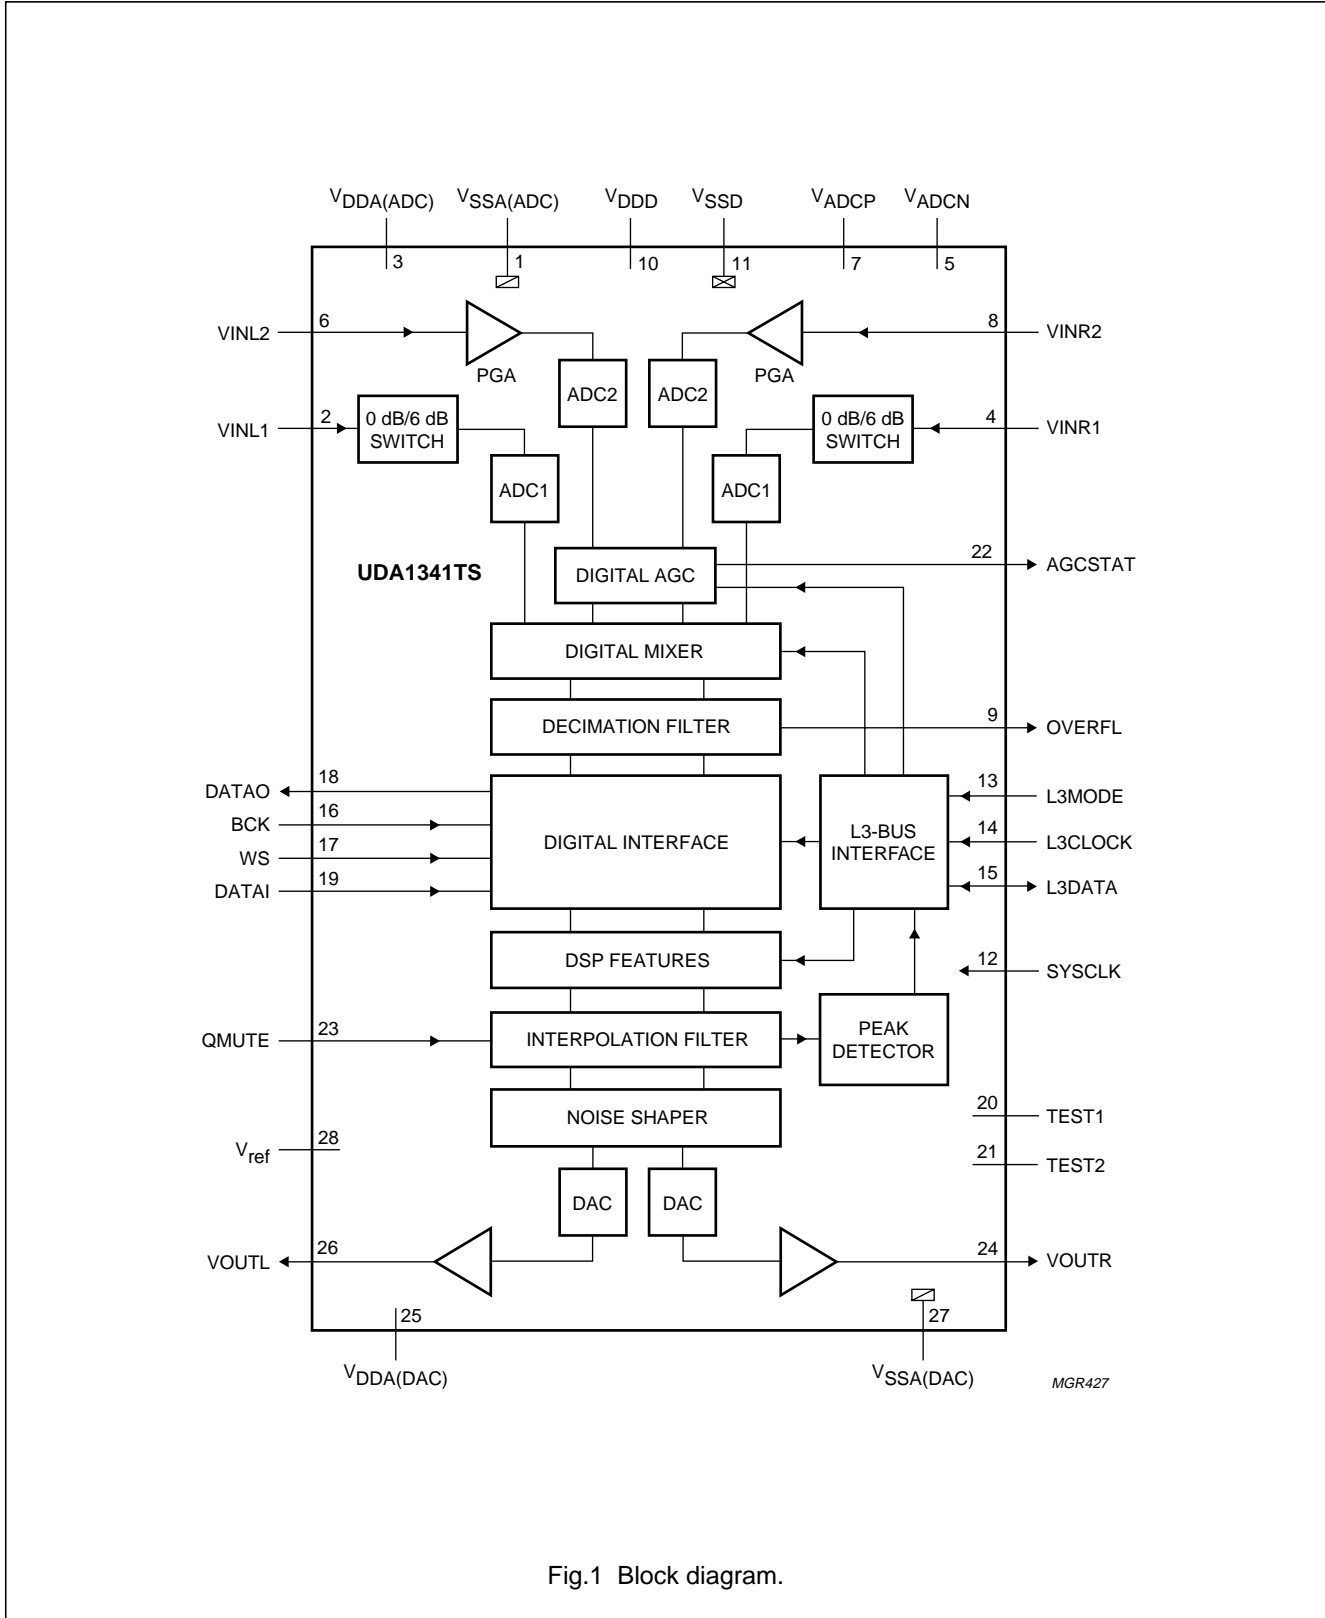 VDDA(ADC) VSSA(ADC) VDDD VSSD VADCP VADCN
3 1 10 11 7 5
VINL2 6 8 VINR2
PGA PGA
ADC2 ADC2
VINL1 2 4 VINR1
0 dB/6 dB
SWITCH
0 dB/6 dB
SWITCH
ADC1 ADC1
UDA1341TS
DIGITAL AGC
22 AGCSTAT
DIGITAL MIXER
DECIMATION FILTER
9 OVERFL
DATAO 18
BCK 16
WS 17
DATAI 19
DIGITAL INTERFACE
L3-BUS
INTERFACE
13 L3MODE
14 L3CLOCK
15 L3DATA
DSP FEATURES
12 SYSCLK
QMUTE 23
INTERPOLATION FILTER
PEAK
DETECTOR
NOISE SHAPER
20 TEST1
Vref 28
21 TEST2
DAC DAC
VOUTL 26
24 VOUTR
25 27
VDDA(DAC) VSSA(DAC)
MGR427
Fig.1 Block diagram.